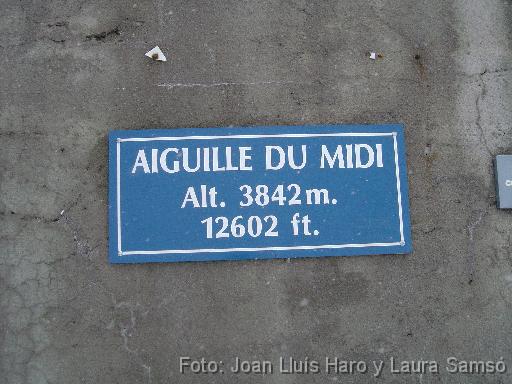 AIGUILLE DU MIDI
Alt. 3842 m.
12602 ft.
Foto: Joan Lluís Haro y Laura Samsó